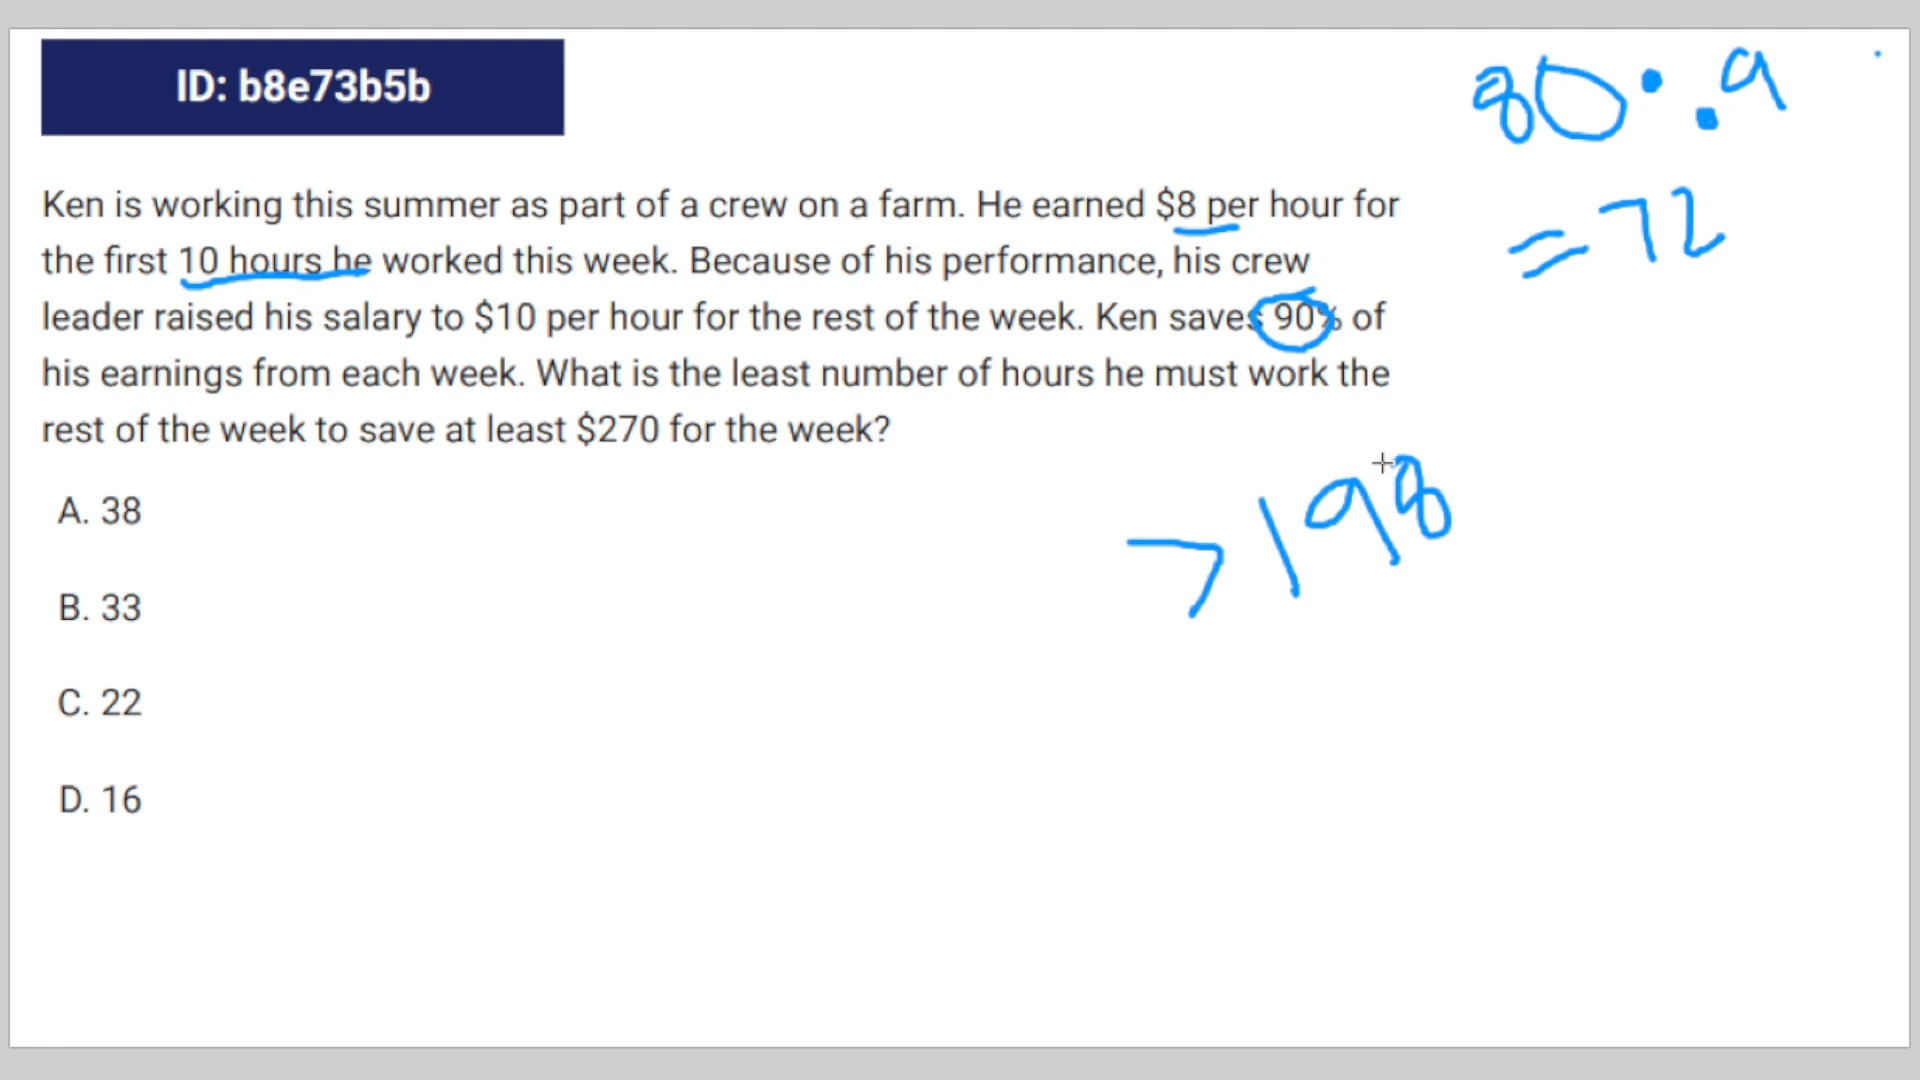 ID: b8e73b5b
80 · .9
= 72
Ken is working this summer as part of a crew on a farm. He earned $8 per hour for
the first 10 hours he worked this week. Because of his performance, his crew
leader raised his salary to $10 per hour for the rest of the week. Ken saves 90% of
his earnings from each week. What is the least number of hours he must work the
rest of the week to save at least $270 for the week?
> 198
A. 38
B. 33
C. 22
D. 16